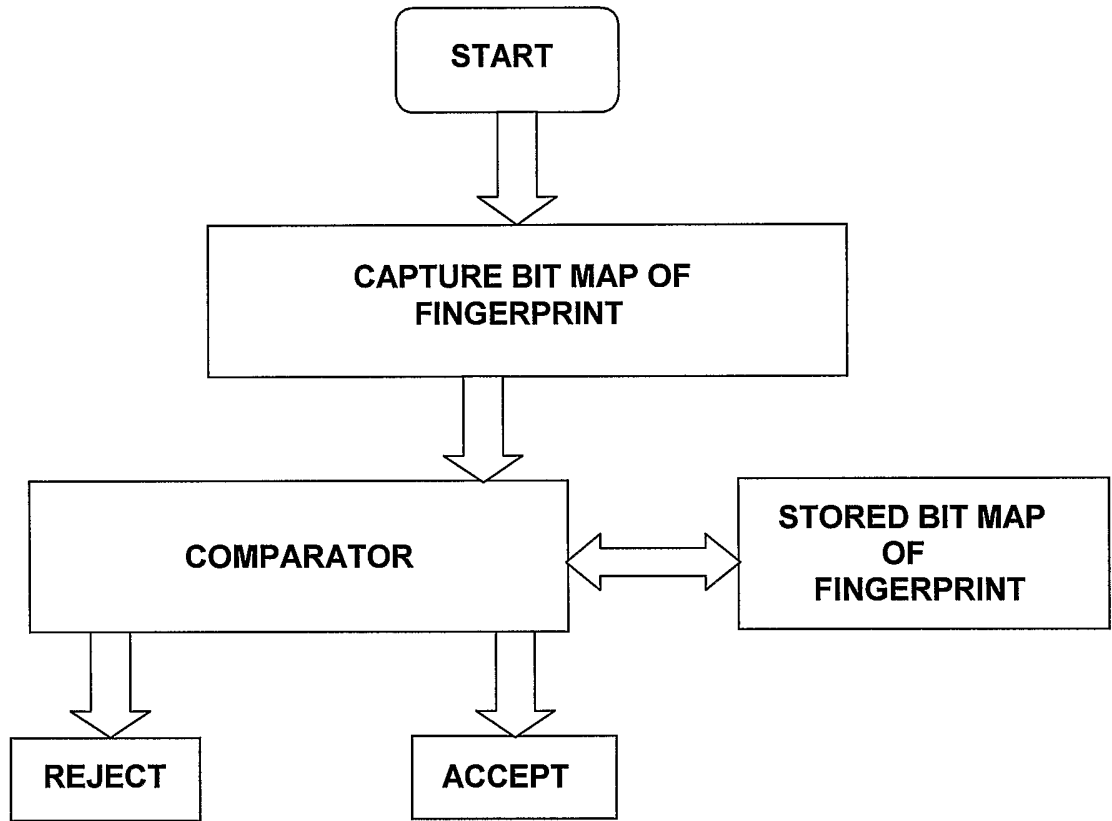 START
CAPTURE BIT MAP OF
FINGERPRINT
COMPARATOR
STORED BIT MAP
OF
FINGERPRINT
REJECT
ACCEPT